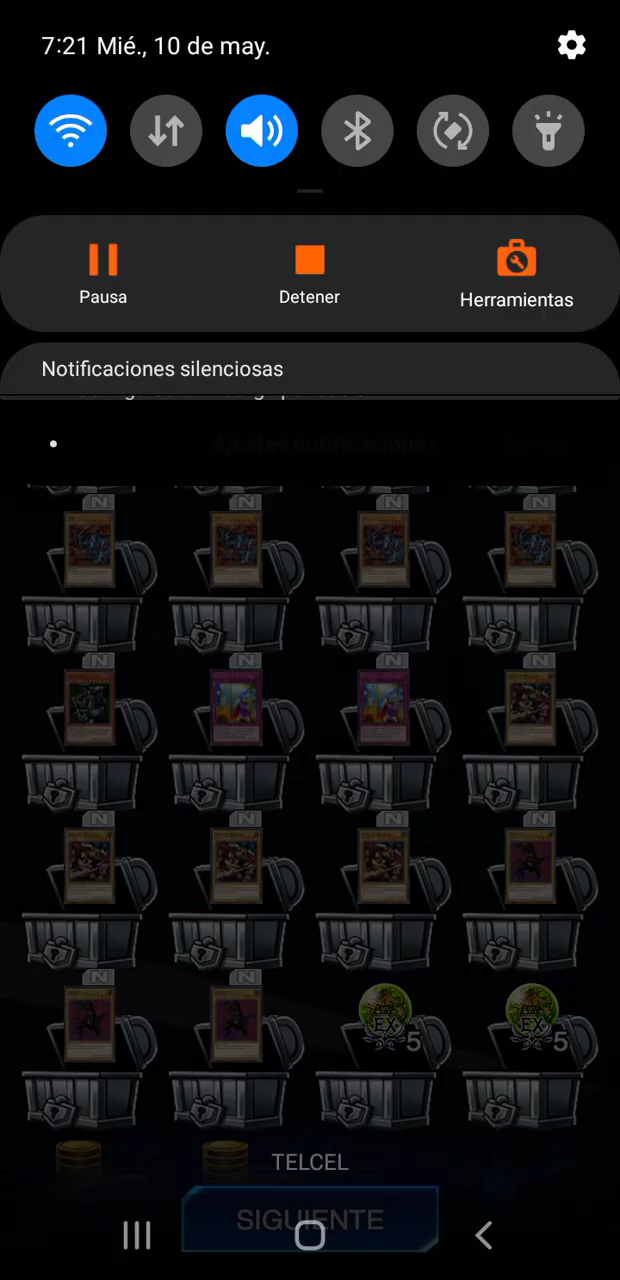 7:21 Mié., 10 de may.
Pausa
Detener
Herramientas
Notificaciones silenciosas
Ajustes notificaciones
N N N N
N N N N
N N N N
N N
EX 5
EX 5
TELCEL
SIGUIENTE